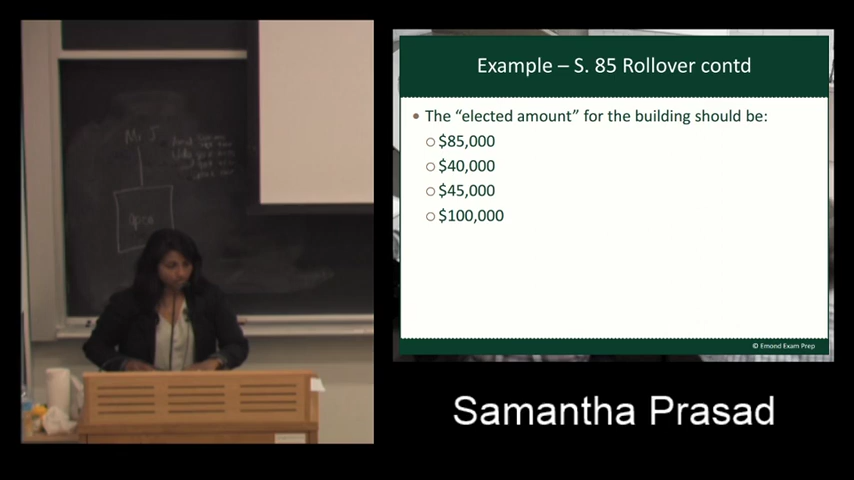 Example – S. 85 Rollover contd
The “elected amount” for the building should be:
$85,000
$40,000
$45,000
$100,000
© Emond Exam Prep
Samantha Prasad
Mr J
Opco